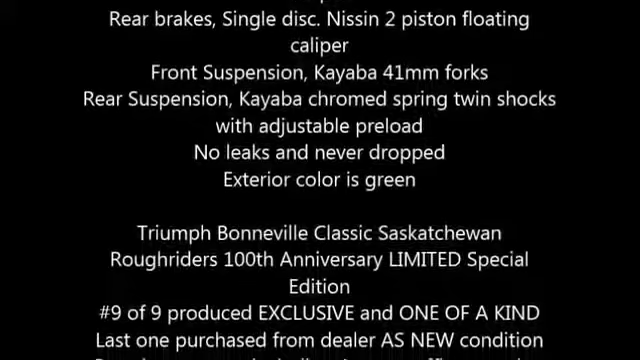 Rear brakes, Single disc. Nissin 2 piston floating
caliper
Front Suspension, Kayaba 41mm forks
Rear Suspension, Kayaba chromed spring twin shocks
with adjustable preload
No leaks and never dropped
Exterior color is green
Triumph Bonneville Classic Saskatchewan
Roughriders 100th Anniversary LIMITED Special
Edition
#9 of 9 produced EXCLUSIVE and ONE OF A KIND
Last one purchased from dealer AS NEW condition